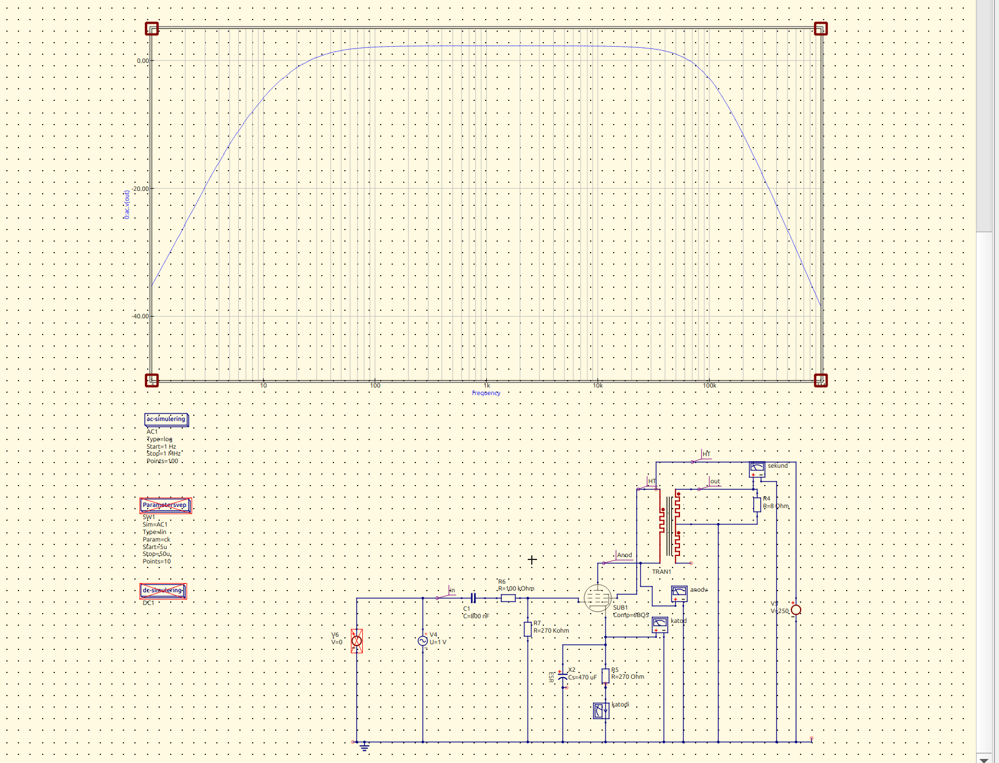 0.00
-20.00
0:ac.v(out)
-40.00
10
100
1k
10k
100k
frequency
ac-simulering
AC1
Type=log
Start=1 Hz
Stop=1 MHz
Points=100
Parametersvep
SW1
Sim=AC1
Type=lin
Param=ck
Start=5u
Stop=50u
Points=10
dc-simulering
DC1
HT
sekund
HT
out
R4
R=8 Ohm
Anod
TRAN1
R6
R=100 kOhm
in
anodv
C1
C=800 nF
SUB1
Comp=6BQ5
V5
V=250
katod
R7
R=270 Kohm
V6
V=0
V4
U=1 V
ESR
X2
Cs=470 uF
R5
R=270 Ohm
katodi